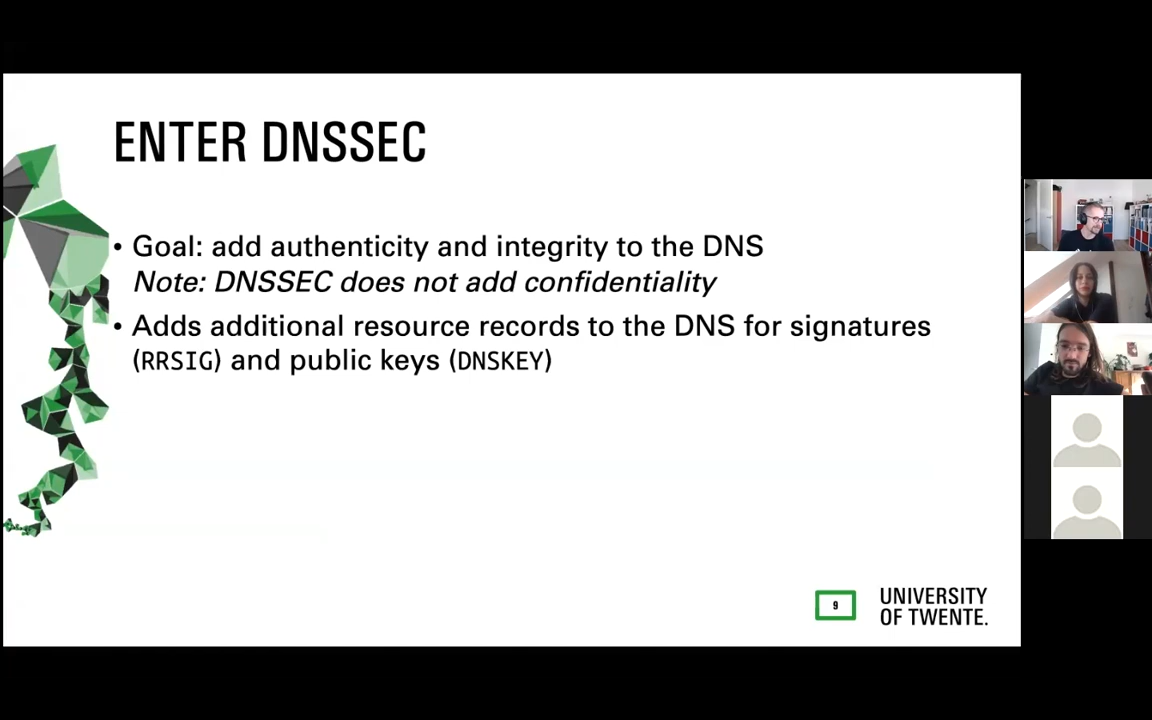 ENTER DNSSEC
• Goal: add authenticity and integrity to the DNS
Note: DNSSEC does not add confidentiality
• Adds additional resource records to the DNS for signatures
(RRSIG) and public keys (DNSKEY)
9
UNIVERSITY
OF TWENTE.